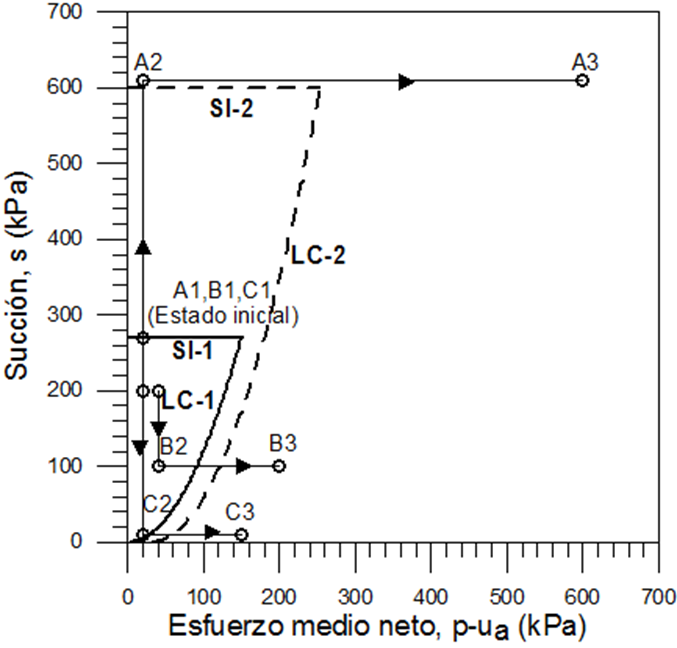 700
600
500
400
300
200
100
0
Succión, s (kPa)
A2
A3
SI-2
LC-2
A1,B1,C1
(Estado inicial)
SI-1
LC-1
B2
B3
C2
C3
0 100 200 300 400 500 600 700
Esfuerzo medio neto, p-ua (kPa)